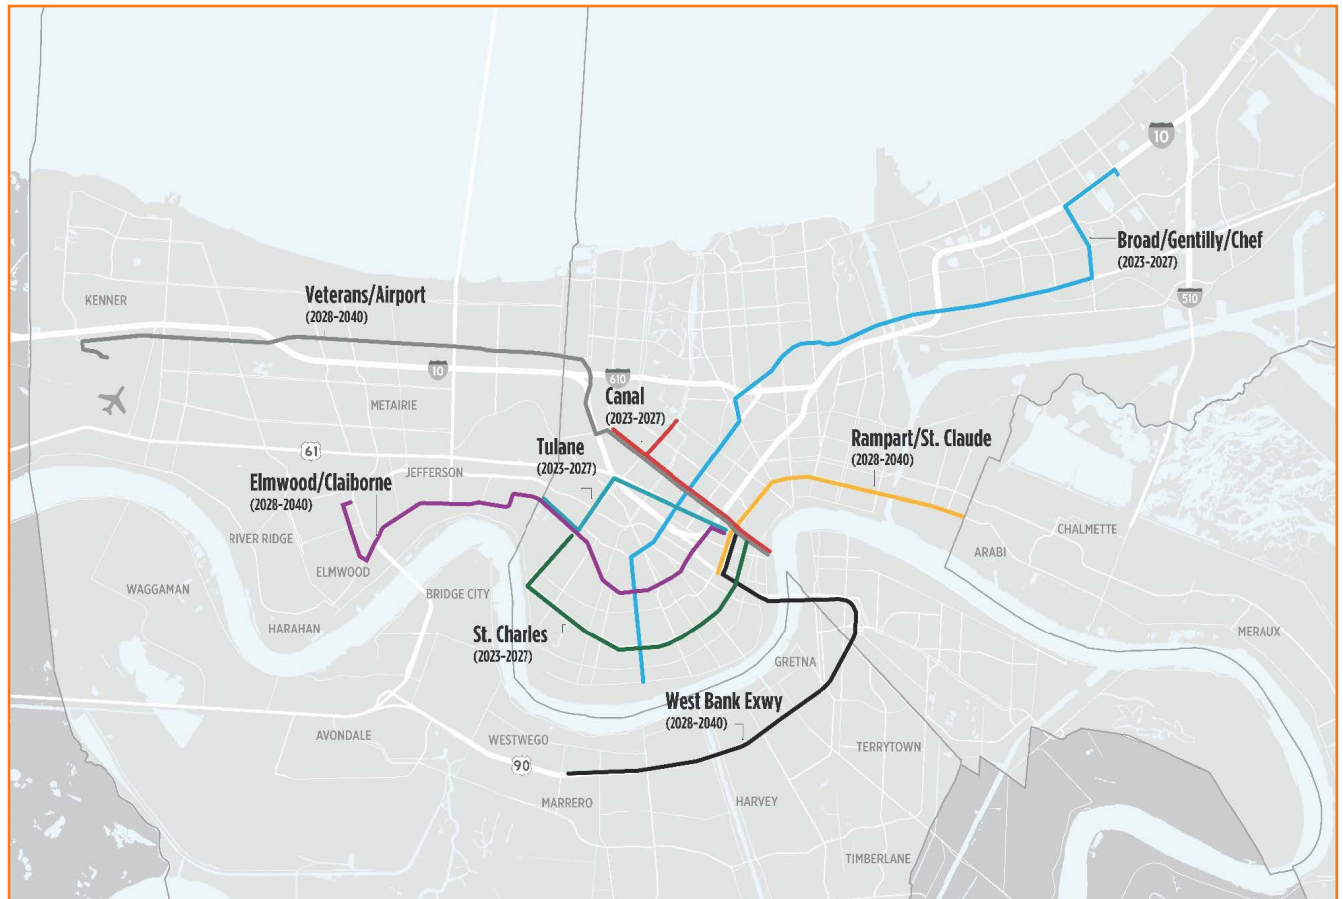 10
Broad/Gentilly/Chef
(2023-2027)
KENNER
Veterans/Airport
(2028-2040)
510
10
610
METAIRIE
Canal
(2023-2027)
61
Tulane
(2023-2027)
Rampart/St. Claude
(2028-2040)
JEFFERSON
Elmwood/Claiborne
(2028-2040)
RIVER RIDGE
CHALMETTE
ARABI
ELMWOOD
WAGGAMAN
BRIDGE CITY
HARAHAN
St. Charles
(2023-2027)
MERAUX
GRETNA
West Bank Exwy
(2028-2040)
AVONDALE
WESTWEGO
TERRYTOWN
90
MARRERO
HARVEY
TIMBERLANE